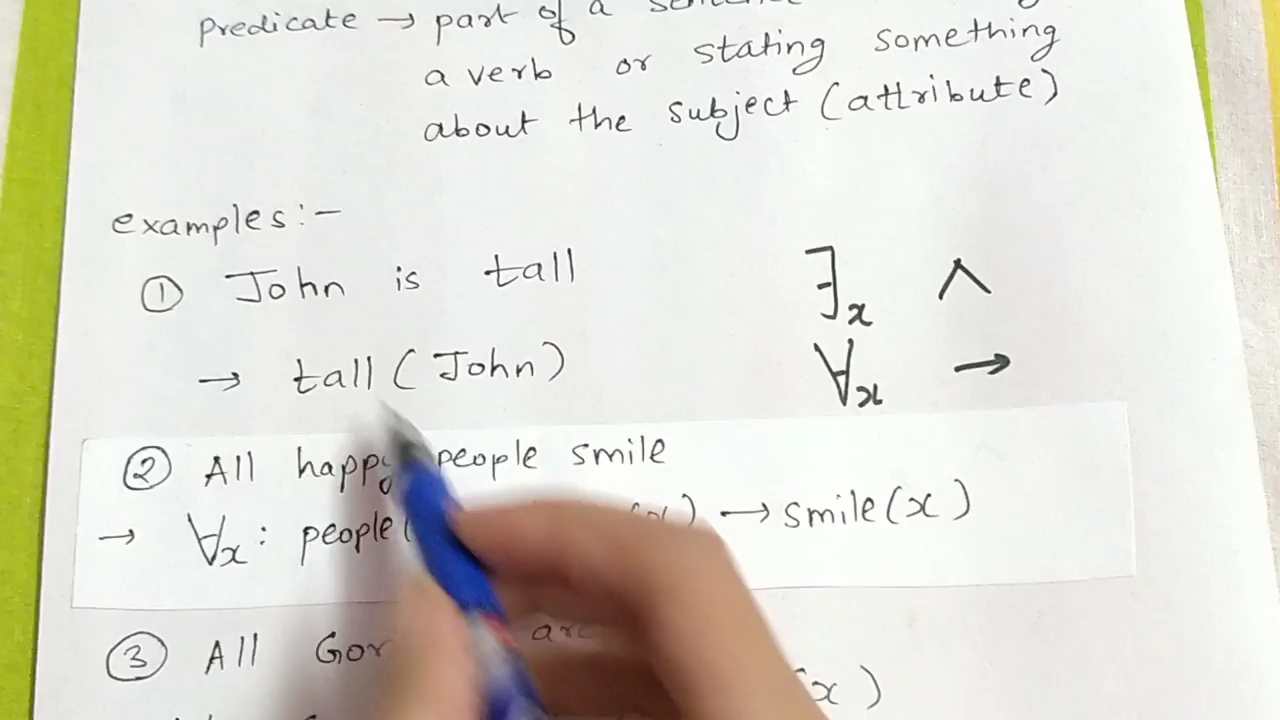 Predicate → part of a
a verb or stating something
about the subject (attribute)
examples:-
① John is tall
→ tall (John)
∃x ∧
∀x →
② All happy people smile
→ ∀x: people( (x) → smile(x)
③ All
x )